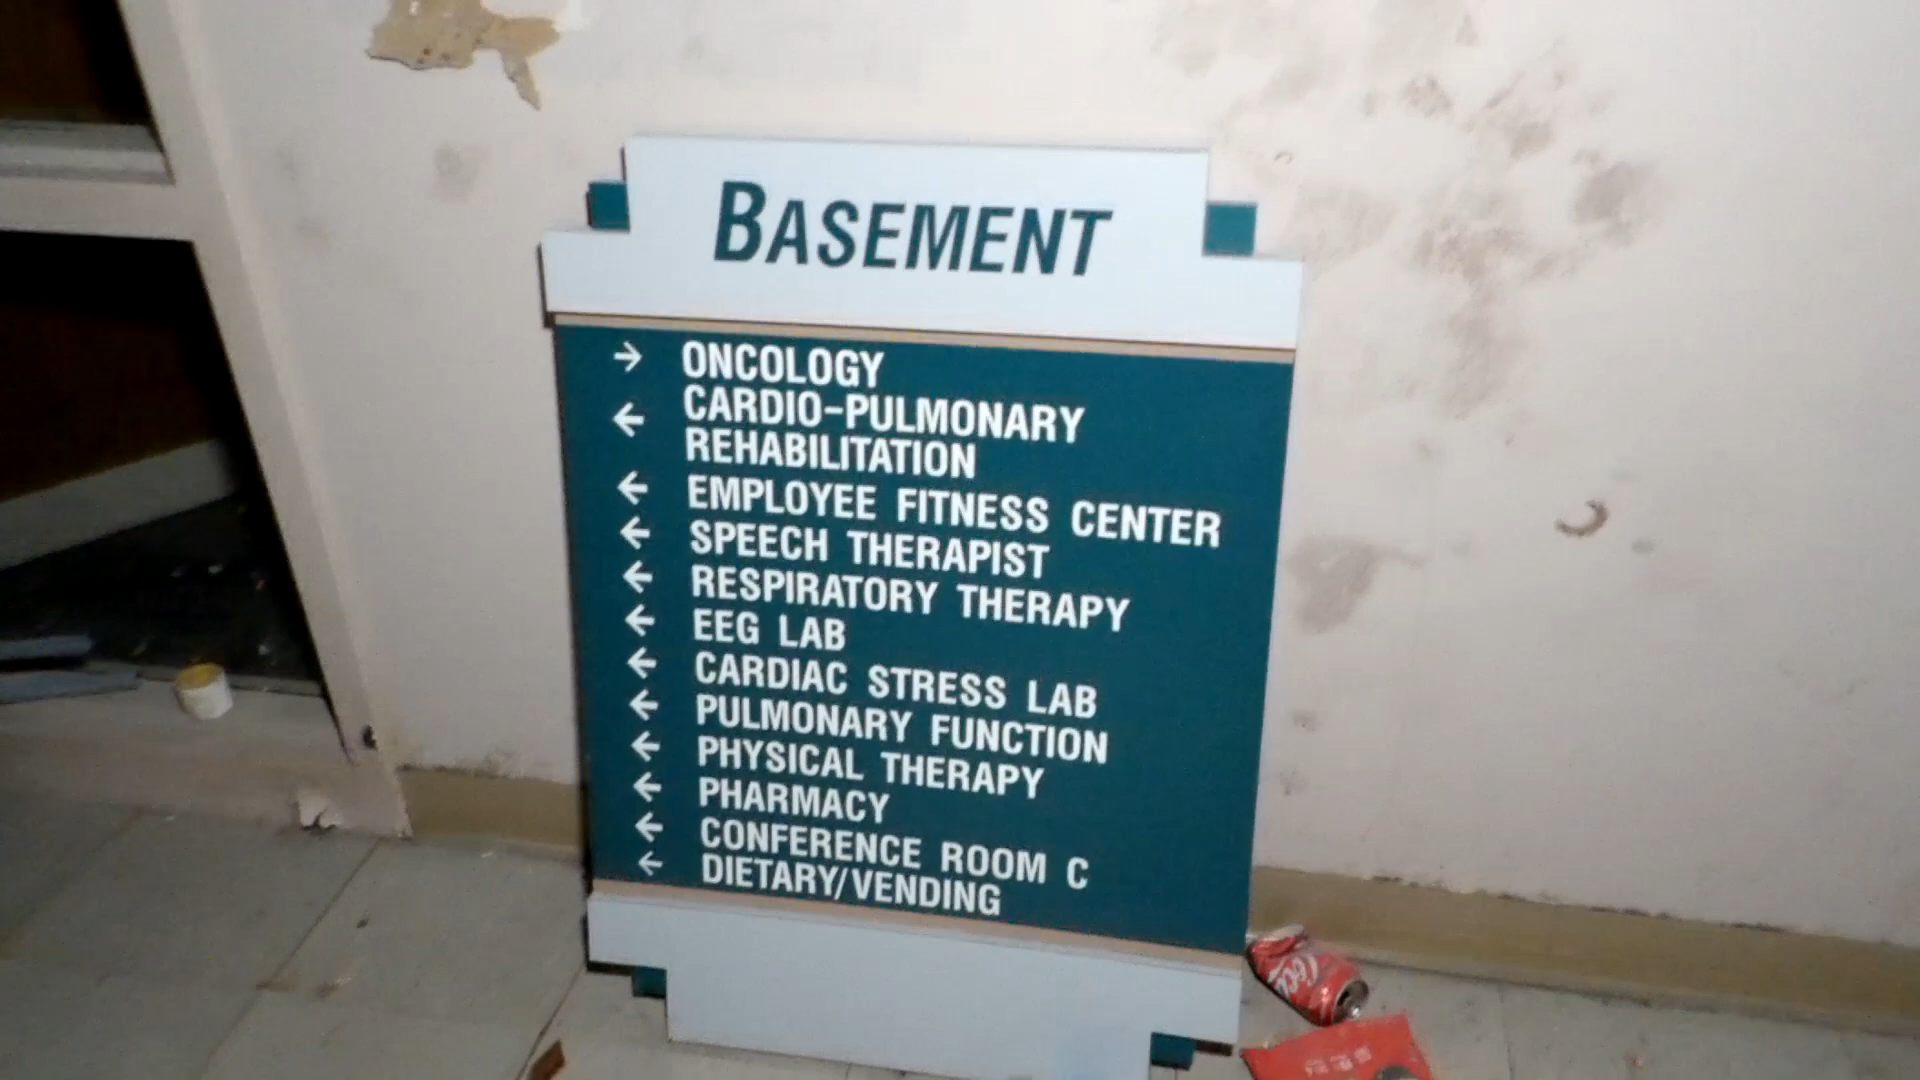 BASEMENT
→ ONCOLOGY
← CARDIO-PULMONARY
REHABILITATION
← EMPLOYEE FITNESS CENTER
← SPEECH THERAPIST
← RESPIRATORY THERAPY
← EEG LAB
← CARDIAC STRESS LAB
← PULMONARY FUNCTION
← PHYSICAL THERAPY
← PHARMACY
← CONFERENCE ROOM C
← DIETARY/VENDING